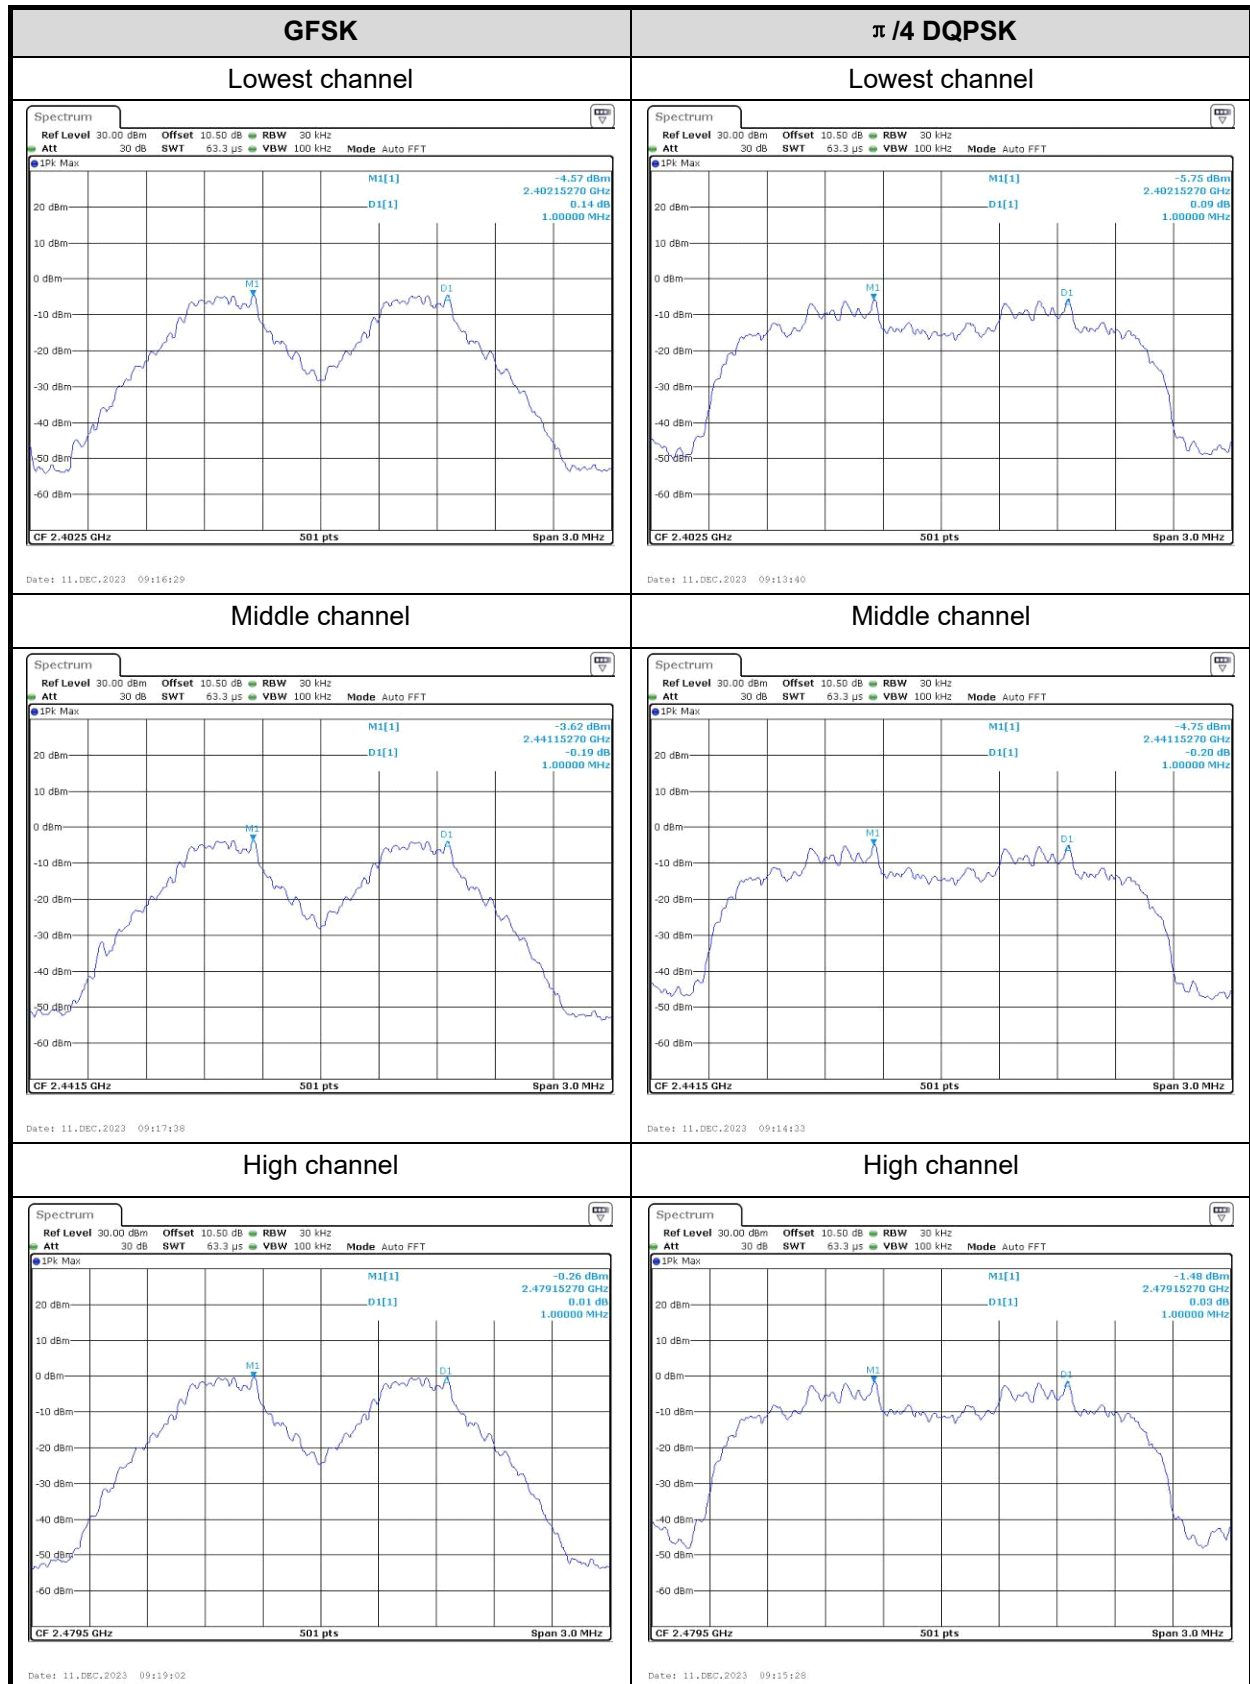 GFSK
π/4 DQPSK
Lowest channel
Lowest channel
Spectrum
Ref Level 30.00 dBm Offset 10.50 dB RBW 30 kHz
Att 30 dB SWT 63.3 µs VBW 100 kHz Mode Auto FFT
1Pk Max
M1[1] -4.57 dBm
2.40215270 GHz
D1[1] 0.14 dB
1.00000 MHz
20 dBm
10 dBm
0 dBm
M1
D1
-10 dBm
-20 dBm
-30 dBm
-40 dBm
-50 dBm
-60 dBm
CF 2.4025 GHz 501 pts Span 3.0 MHz
Date: 11.DEC.2023 09:16:29
Spectrum
Ref Level 30.00 dBm Offset 10.50 dB RBW 30 kHz
Att 30 dB SWT 63.3 µs VBW 100 kHz Mode Auto FFT
1Pk Max
M1[1] -5.75 dBm
2.40215270 GHz
D1[1] 0.09 dB
1.00000 MHz
20 dBm
10 dBm
0 dBm
M1
D1
-10 dBm
-20 dBm
-30 dBm
-40 dBm
-50 dBm
-60 dBm
CF 2.4025 GHz 501 pts Span 3.0 MHz
Date: 11.DEC.2023 09:13:40
Middle channel
Middle channel
Spectrum
Ref Level 30.00 dBm Offset 10.50 dB RBW 30 kHz
Att 30 dB SWT 63.3 µs VBW 100 kHz Mode Auto FFT
1Pk Max
M1[1] -3.62 dBm
2.44115270 GHz
D1[1] -0.19 dB
1.00000 MHz
20 dBm
10 dBm
0 dBm
M1
D1
-10 dBm
-20 dBm
-30 dBm
-40 dBm
-50 dBm
-60 dBm
CF 2.4415 GHz 501 pts Span 3.0 MHz
Date: 11.DEC.2023 09:17:38
Spectrum
Ref Level 30.00 dBm Offset 10.50 dB RBW 30 kHz
Att 30 dB SWT 63.3 µs VBW 100 kHz Mode Auto FFT
1Pk Max
M1[1] -4.75 dBm
2.44115270 GHz
D1[1] -0.20 dB
1.00000 MHz
20 dBm
10 dBm
0 dBm
M1
D1
-10 dBm
-20 dBm
-30 dBm
-40 dBm
-50 dBm
-60 dBm
CF 2.4415 GHz 501 pts Span 3.0 MHz
Date: 11.DEC.2023 09:14:33
High channel
High channel
Spectrum
Ref Level 30.00 dBm Offset 10.50 dB RBW 30 kHz
Att 30 dB SWT 63.3 µs VBW 100 kHz Mode Auto FFT
1Pk Max
M1[1] -0.26 dBm
2.47915270 GHz
D1[1] 0.01 dB
1.00000 MHz
20 dBm
10 dBm
M1
D1
0 dBm
-10 dBm
-20 dBm
-30 dBm
-40 dBm
-50 dBm
-60 dBm
CF 2.4795 GHz 501 pts Span 3.0 MHz
Date: 11.DEC.2023 09:19:02
Spectrum
Ref Level 30.00 dBm Offset 10.50 dB RBW 30 kHz
Att 30 dB SWT 63.3 µs VBW 100 kHz Mode Auto FFT
1Pk Max
M1[1] -1.48 dBm
2.47915270 GHz
D1[1] 0.03 dB
1.00000 MHz
20 dBm
10 dBm
M1
D1
0 dBm
-10 dBm
-20 dBm
-30 dBm
-40 dBm
-50 dBm
-60 dBm
CF 2.4795 GHz 501 pts Span 3.0 MHz
Date: 11.DEC.2023 09:15:28